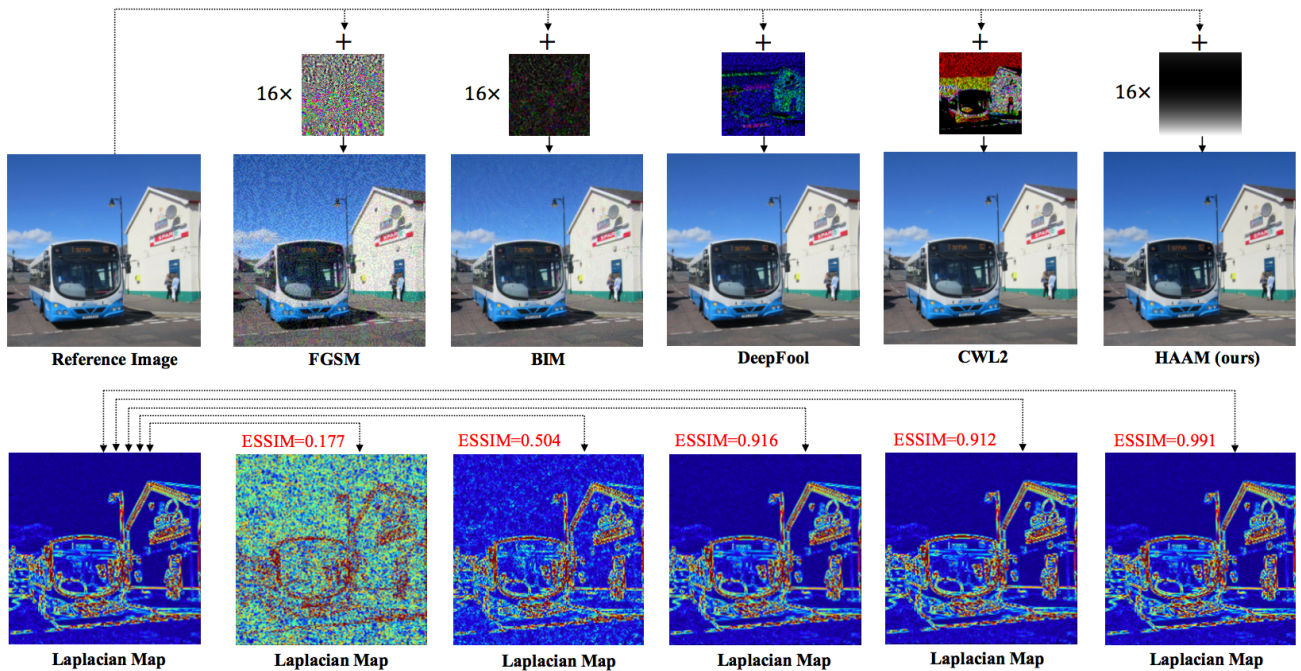 + + + + +
16× 16× 16×
Reference Image FGSM BIM DeepFool CWL2 HAAM (ours)
ESSIM=0.177 ESSIM=0.504 ESSIM=0.916 ESSIM=0.912 ESSIM=0.991
Laplacian Map Laplacian Map Laplacian Map Laplacian Map Laplacian Map Laplacian Map